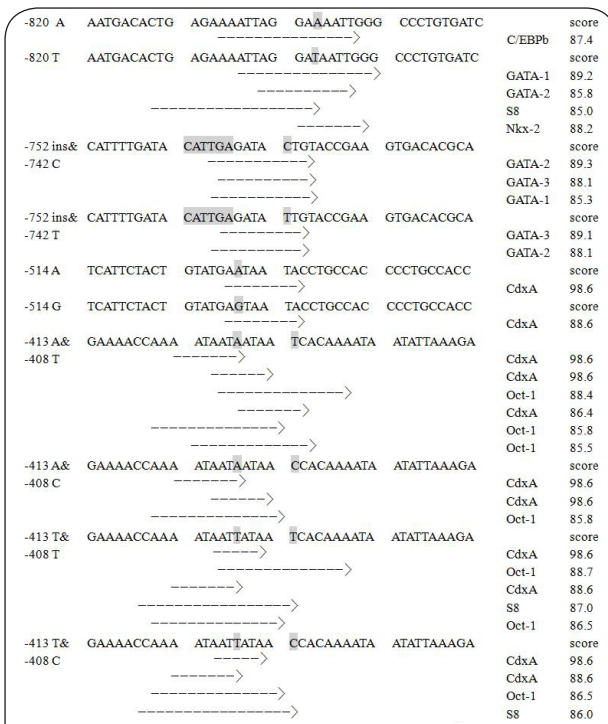 -820 A AATGACACTG AGAAAATTAG GAAAATTGGG CCCTGTGATC score
C/EBPb 87.4
-820 T AATGACACTG AGAAAATTAG GATAATTGGG CCCTGTGATC score
GATA-1 89.2
GATA-2 85.8
S8 85.0
Nkx-2 88.2
-752 ins& CATTTTGATA CATTGAGATA CTGTACCGAA GTGACACGCA score
-742 C GATA-2 89.3
GATA-3 88.1
GATA-1 85.3
-752 ins& CATTTTGATA CATTGAGATA TTGTACCGAA GTGACACGCA score
-742 T GATA-3 89.1
GATA-2 88.1
-514 A TCATTCTACT GTATGAATAA TACCTGCCAC CCCTGCCACC score
CdxA 98.6
-514 G TCATTCTACT GTATGAGTAA TACCTGCCAC CCCTGCCACC score
CdxA 88.6
-413 A& GAAAACCAAA ATAATAATAA TCACAAAATA ATATTAAAGA score
-408 T CdxA 98.6
CdxA 98.6
Oct-1 88.4
CdxA 86.4
Oct-1 85.8
Oct-1 85.5
-413 A& GAAAACCAAA ATAATAATAA CCACAAAATA ATATTAAAGA score
-408 C CdxA 98.6
CdxA 98.6
Oct-1 85.8
-413 T& GAAAACCAAA ATAATTATAA TCACAAAATA ATATTAAAGA score
-408 T CdxA 98.6
Oct-1 88.7
CdxA 88.6
S8 87.0
Oct-1 86.5
-413 T& GAAAACCAAA ATAATTATAA CCACAAAATA ATATTAAAGA score
-408 C CdxA 98.6
CdxA 88.6
Oct-1 86.5
S8 86.0